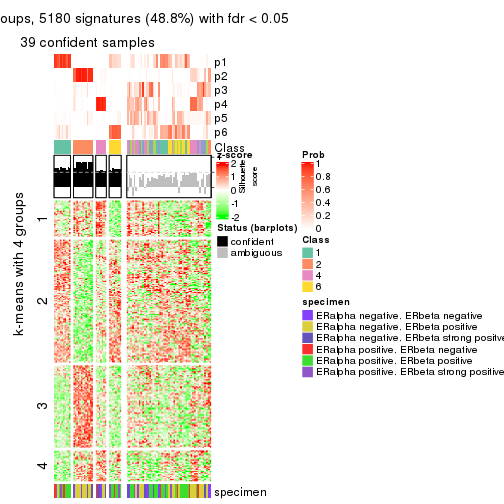 oups, 5180 signatures (48.8%) with fdr < 0.05
39 confident samples
p1
p2
p3
p4
p5
p6
Class
z-score
2
1
0
-1
-2
Silhouette
score
Prob
1
0.8
0.6
0.4
0.2
0
Class
1
2
4
6
Status (barplots)
confident
ambiguous
specimen
ERalpha negative. ERbeta negative
ERalpha negative. ERbeta positive
ERalpha negative. ERbeta strong positive
ERalpha positive. ERbeta negative
ERalpha positive. ERbeta positive
ERalpha positive. ERbeta strong positive
k-means with 4 groups
1
2
3
4
specimen